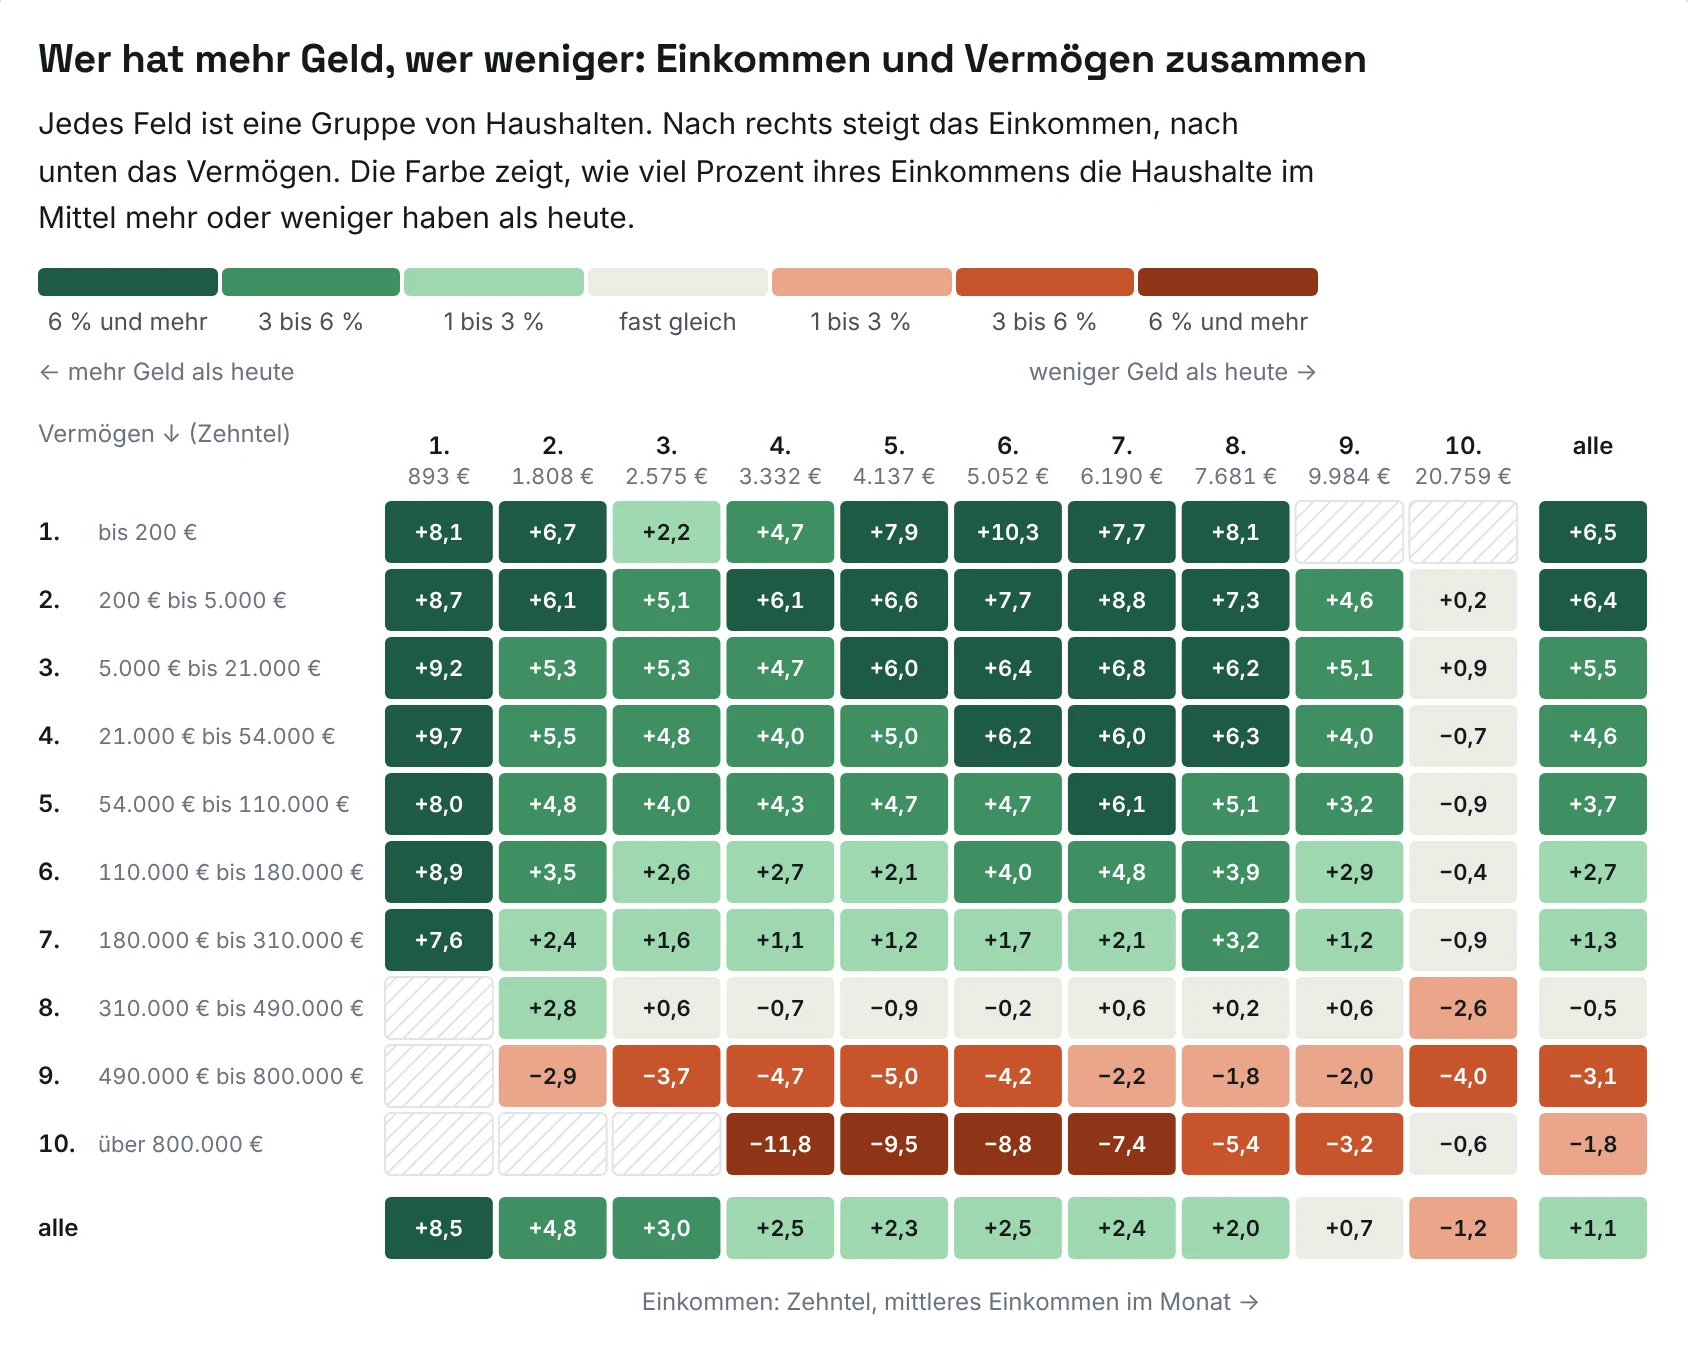 Wer hat mehr Geld, wer weniger: Einkommen und Vermögen zusammen
Jedes Feld ist eine Gruppe von Haushalten. Nach rechts steigt das Einkommen, nach
unten das Vermögen. Die Farbe zeigt, wie viel Prozent ihres Einkommens die Haushalte im
Mittel mehr oder weniger haben als heute.
6 % und mehr 3 bis 6 % 1 bis 3 % fast gleich 1 bis 3 % 3 bis 6 % 6 % und mehr
← mehr Geld als heute weniger Geld als heute →
Vermögen ↓ (Zehntel)
1. 2. 3. 4. 5. 6. 7. 8. 9. 10. alle
893 € 1.808 € 2.575 € 3.332 € 4.137 € 5.052 € 6.190 € 7.681 € 9.984 € 20.759 €
1. bis 200 € +8,1 +6,7 +2,2 +4,7 +7,9 +10,3 +7,7 +8,1 +6,5
2. 200 € bis 5.000 € +8,7 +6,1 +5,1 +6,1 +6,6 +7,7 +8,8 +7,3 +4,6 +0,2 +6,4
3. 5.000 € bis 21.000 € +9,2 +5,3 +5,3 +4,7 +6,0 +6,4 +6,8 +6,2 +5,1 +0,9 +5,5
4. 21.000 € bis 54.000 € +9,7 +5,5 +4,8 +4,0 +5,0 +6,2 +6,0 +6,3 +4,0 −0,7 +4,6
5. 54.000 € bis 110.000 € +8,0 +4,8 +4,0 +4,3 +4,7 +4,7 +6,1 +5,1 +3,2 −0,9 +3,7
6. 110.000 € bis 180.000 € +8,9 +3,5 +2,6 +2,7 +2,1 +4,0 +4,8 +3,9 +2,9 −0,4 +2,7
7. 180.000 € bis 310.000 € +7,6 +2,4 +1,6 +1,1 +1,2 +1,7 +2,1 +3,2 +1,2 −0,9 +1,3
8. 310.000 € bis 490.000 € +2,8 +0,6 −0,7 −0,9 −0,2 +0,6 +0,2 +0,6 −2,6 −0,5
9. 490.000 € bis 800.000 € −2,9 −3,7 −4,7 −5,0 −4,2 −2,2 −1,8 −2,0 −4,0 −3,1
10. über 800.000 € −11,8 −9,5 −8,8 −7,4 −5,4 −3,2 −0,6 −1,8
alle +8,5 +4,8 +3,0 +2,5 +2,3 +2,5 +2,4 +2,0 +0,7 −1,2 +1,1
Einkommen: Zehntel, mittleres Einkommen im Monat →